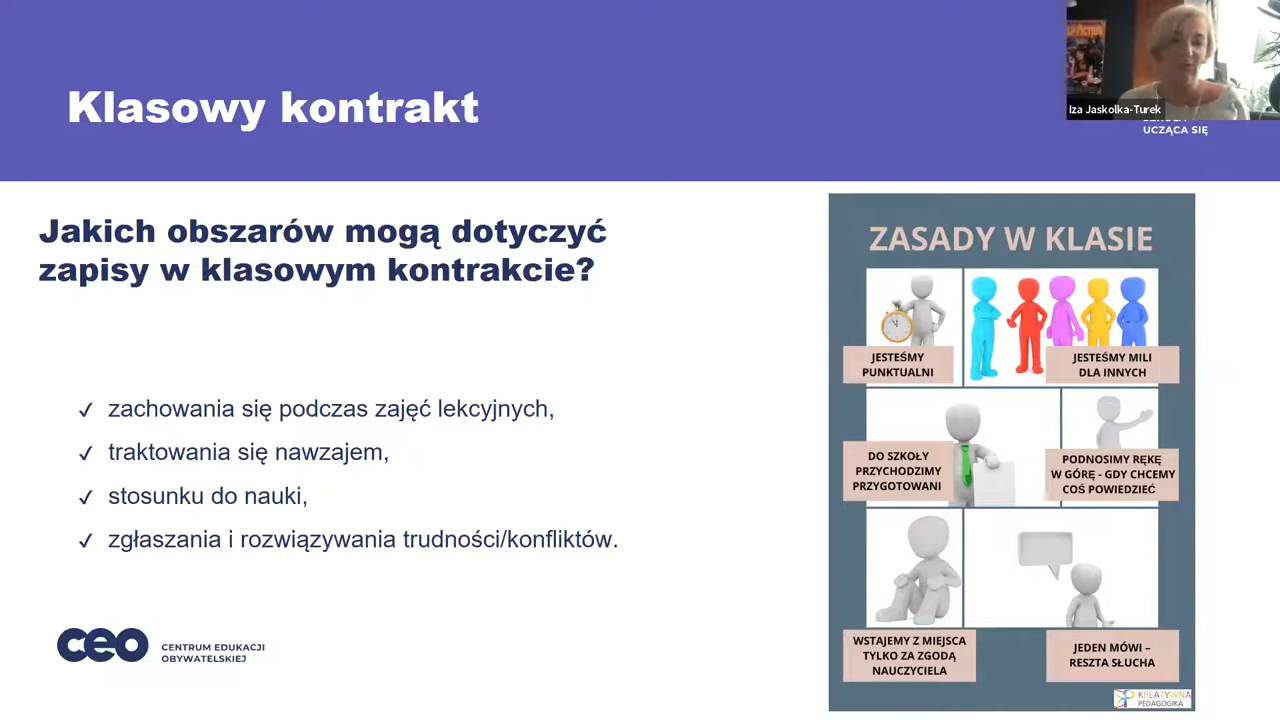 Klasowy kontrakt
Iza Jaskolka-Turek
UCZĄCA SIĘ
Jakich obszarów mogą dotyczyć
zapisy w klasowym kontrakcie?
✓ zachowania się podczas zajęć lekcyjnych,
✓ traktowania się nawzajem,
✓ stosunku do nauki,
✓ zgłaszania i rozwiązywania trudności/konfliktów.
ceo CENTRUM EDUKACJI
OBYWATELSKIEJ
ZASADY W KLASIE
JESTEŚMY
PUNKTUALNI
JESTEŚMY MILI
DLA INNYCH
DO SZKOŁY
PRZYCHODZIMY
PRZYGOTOWANI
PODNOSIMY RĘKĘ
W GÓRĘ - GDY CHCEMY
COŚ POWIEDZIEĆ
WSTAJEMY Z MIEJSCA
TYLKO ZA ZGODĄ
NAUCZYCIELA
JEDEN MÓWI –
RESZTA SŁUCHA
KREATYWNA
PEDAGOGIKA